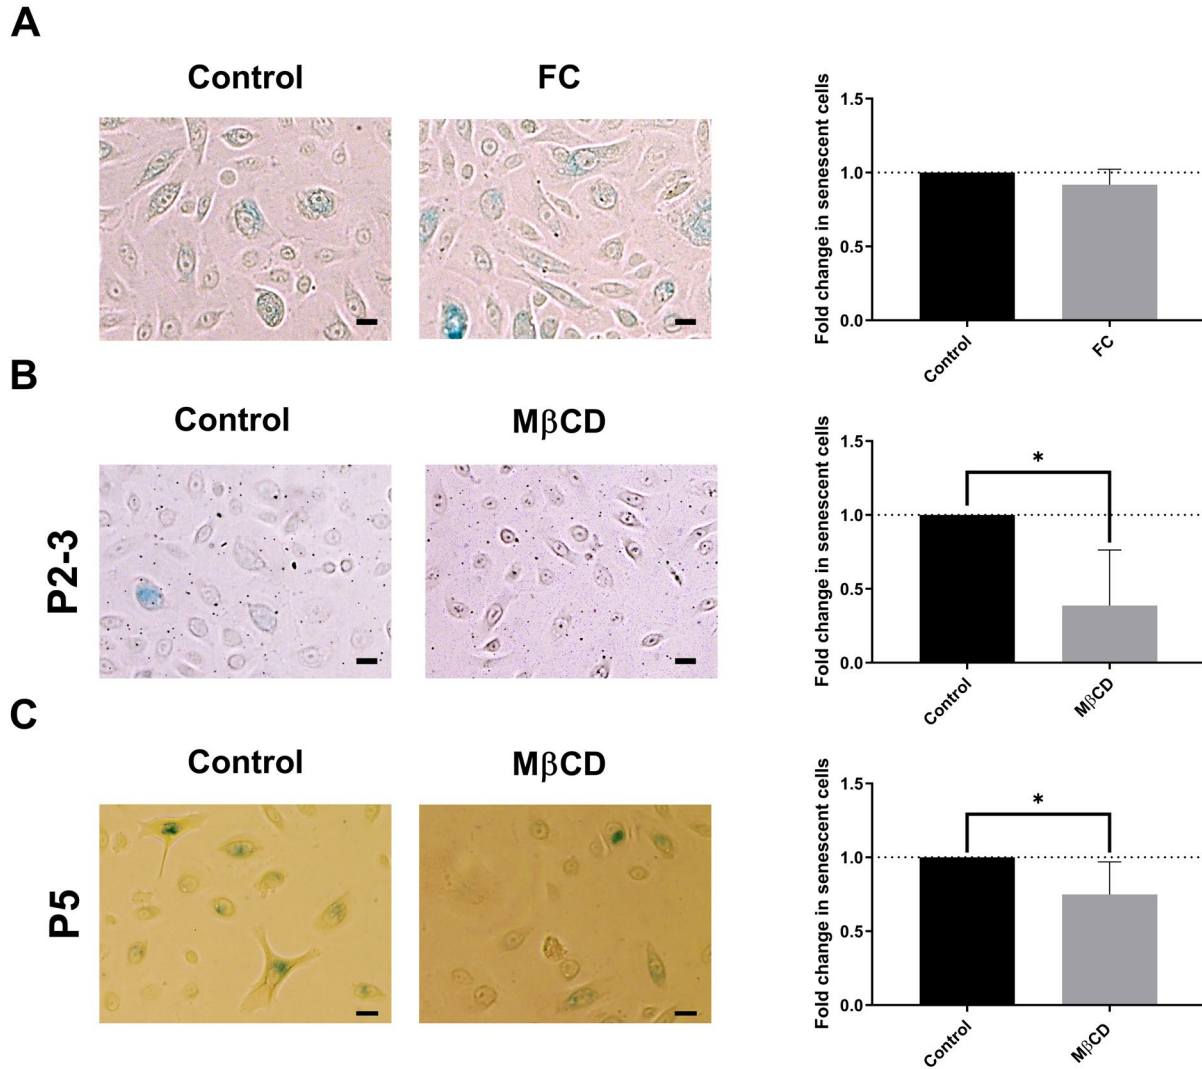 A
Control
FC
Fold change in senescent cells
1.5
1.0
0.5
0.0
Control
FC
B
P2-3
Control
MβCD
Fold change in senescent cells
1.5
*
1.0
0.5
0.0
Control
MβCD
C
P5
Control
MβCD
Fold change in senescent cells
1.5
*
1.0
0.5
0.0
Control
MβCD